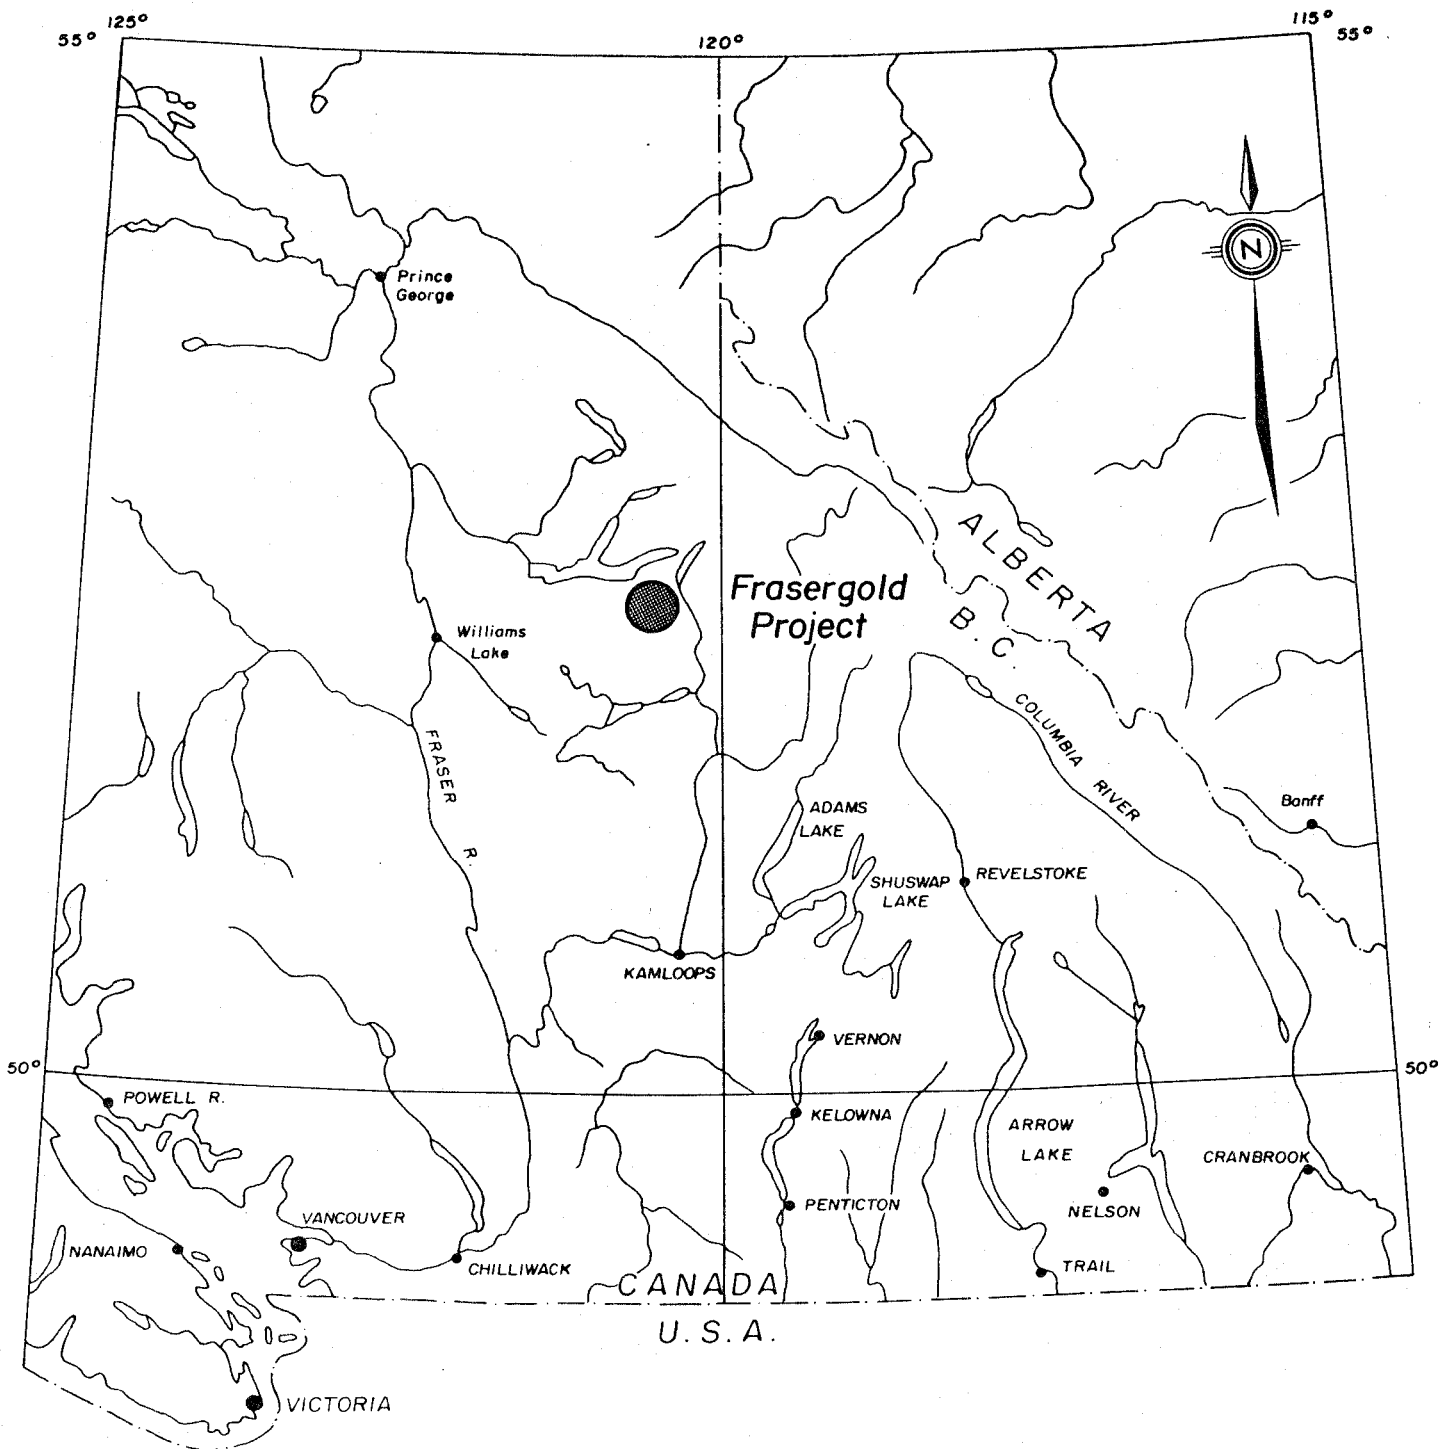 125°
115°
55°
120°
55°
N
Prince
George
Frasergold
Project
ALBERTA
B.C.
Williams
Lake
FRASER R.
COLUMBIA RIVER
Banff
ADAMS
LAKE
SHUSWAP
LAKE
REVELSTOKE
KAMLOOPS
VERNON
50°
50°
POWELL R.
KELOWNA
ARROW
LAKE
CRANBROOK
NELSON
PENTICTON
VANCOUVER
NANAIMO
CHILLIWACK
TRAIL
CANADA
U.S.A.
VICTORIA